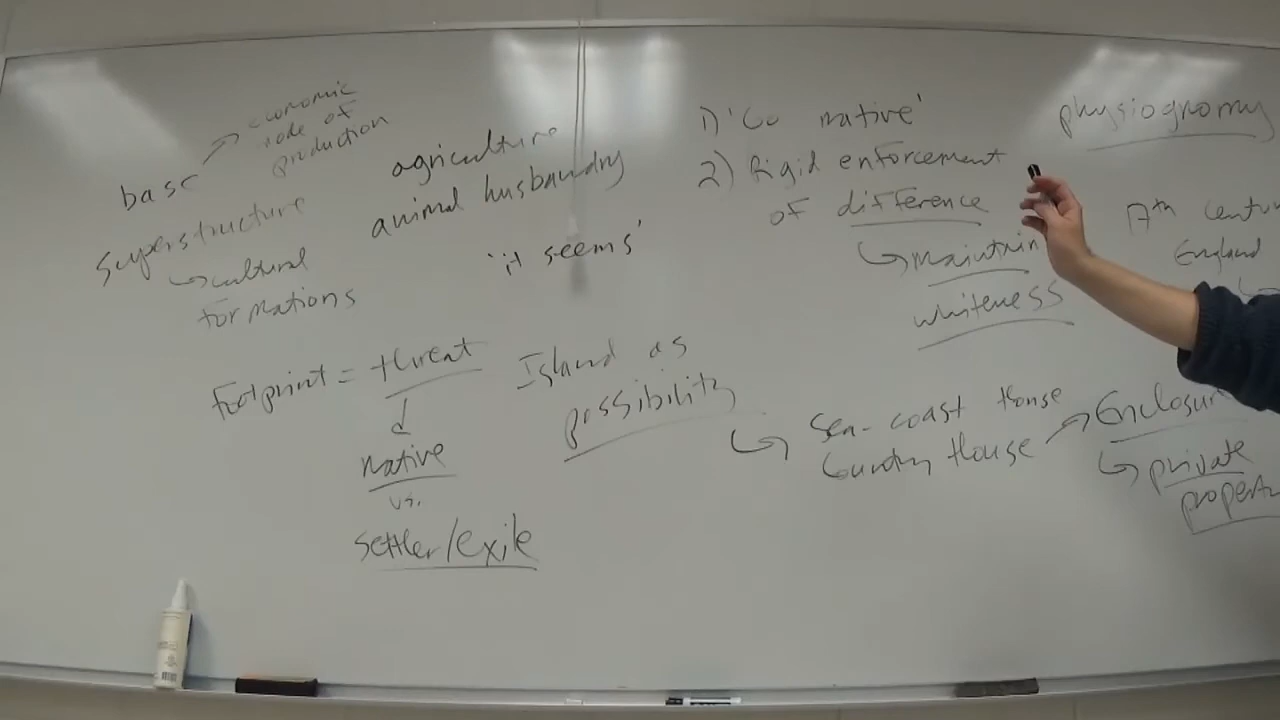 base
economic
mode of
production
superstructure
cultural
formations
agriculture
animal husbandry
'it seems'
1) 'Go native'
2) Rigid enforcement
of difference
maintain
whiteness
physiognomy
17th Century
England
Footprint = threat
native
vs.
settler/exile
Island as
possibility
Sea-coast House
Country House
Enclosur
private
property